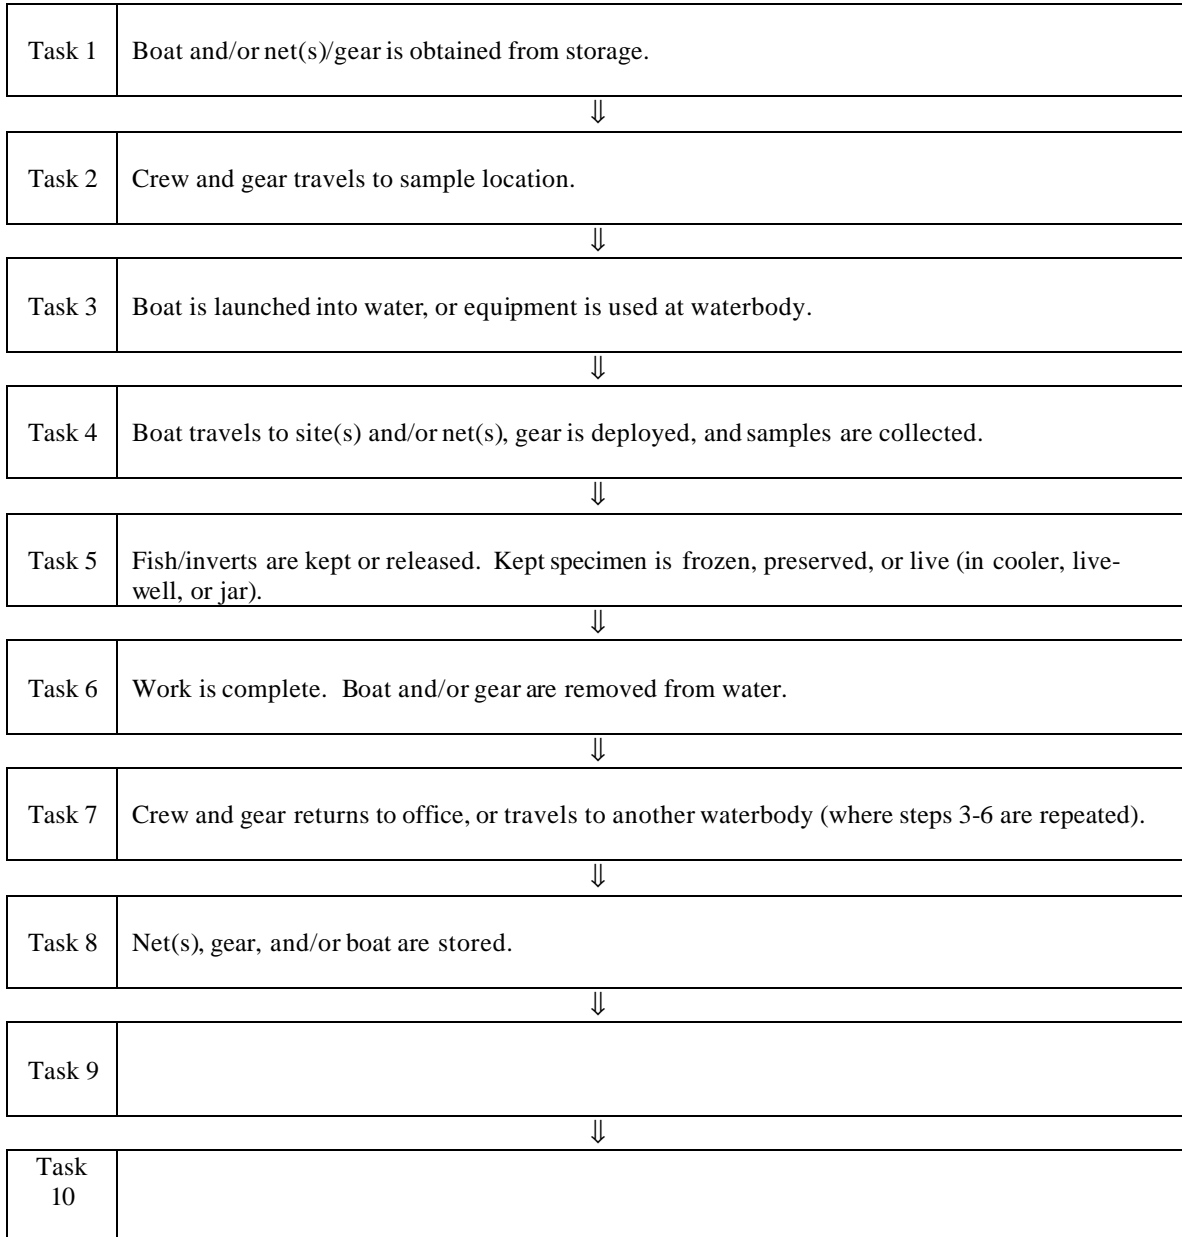 Task 1 Boat and/or net(s)/gear is obtained from storage.
⇓
Task 2 Crew and gear travels to sample location.
⇓
Task 3 Boat is launched into water, or equipment is used at waterbody.
⇓
Task 4 Boat travels to site(s) and/or net(s), gear is deployed, and samples are collected.
⇓
Task 5 Fish/inverts are kept or released. Kept specimen is frozen, preserved, or live (in cooler, live-
well, or jar).
⇓
Task 6 Work is complete. Boat and/or gear are removed from water.
⇓
Task 7 Crew and gear returns to office, or travels to another waterbody (where steps 3-6 are repeated).
⇓
Task 8 Net(s), gear, and/or boat are stored.
⇓
Task 9
⇓
Task
10